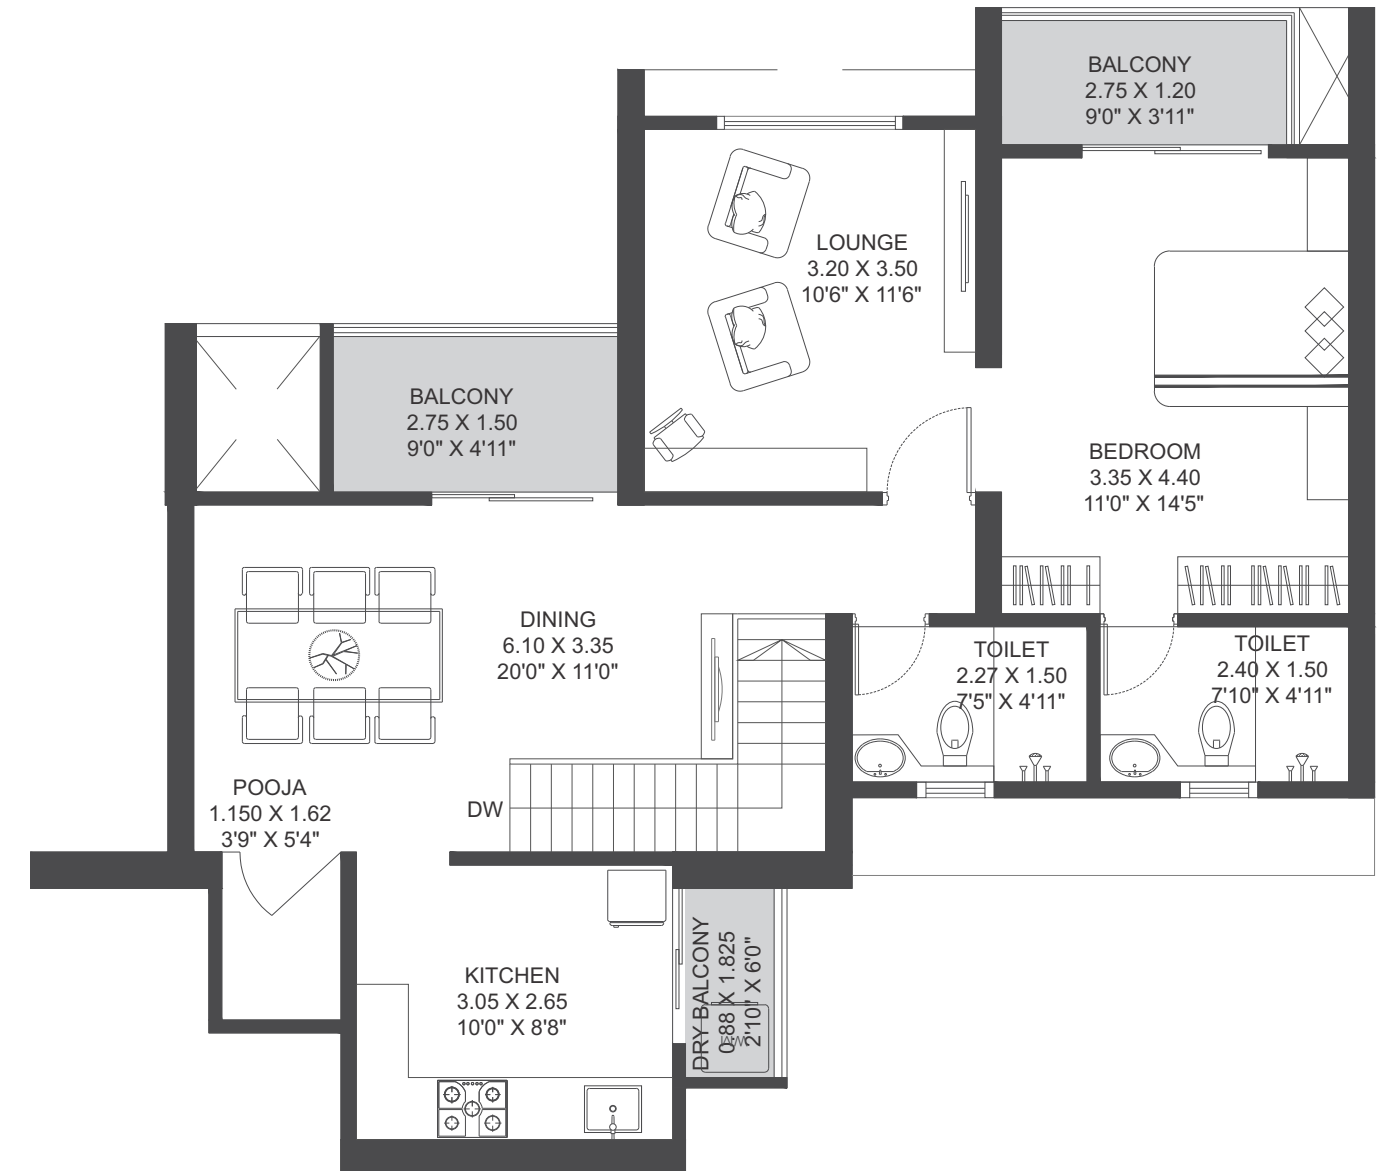 BALCONY
2.75 X 1.20
9'0" X 3'11"
LOUNGE
3.20 X 3.50
10'6" X 11'6"
BALCONY
2.75 X 1.50
9'0" X 4'11"
BEDROOM
3.35 X 4.40
11'0" X 14'5"
DINING
6.10 X 3.35
20'0" X 11'0"
TOILET
2.27 X 1.50
7'5" X 4'11"
TOILET
2.40 X 1.50
7'10" X 4'11"
POOJA
1.150 X 1.62
3'9" X 5'4"
DW
KITCHEN
3.05 X 2.65
10'0" X 8'8"
DRY BALCONY
0.88 X 1.825
2'10" X 6'0"